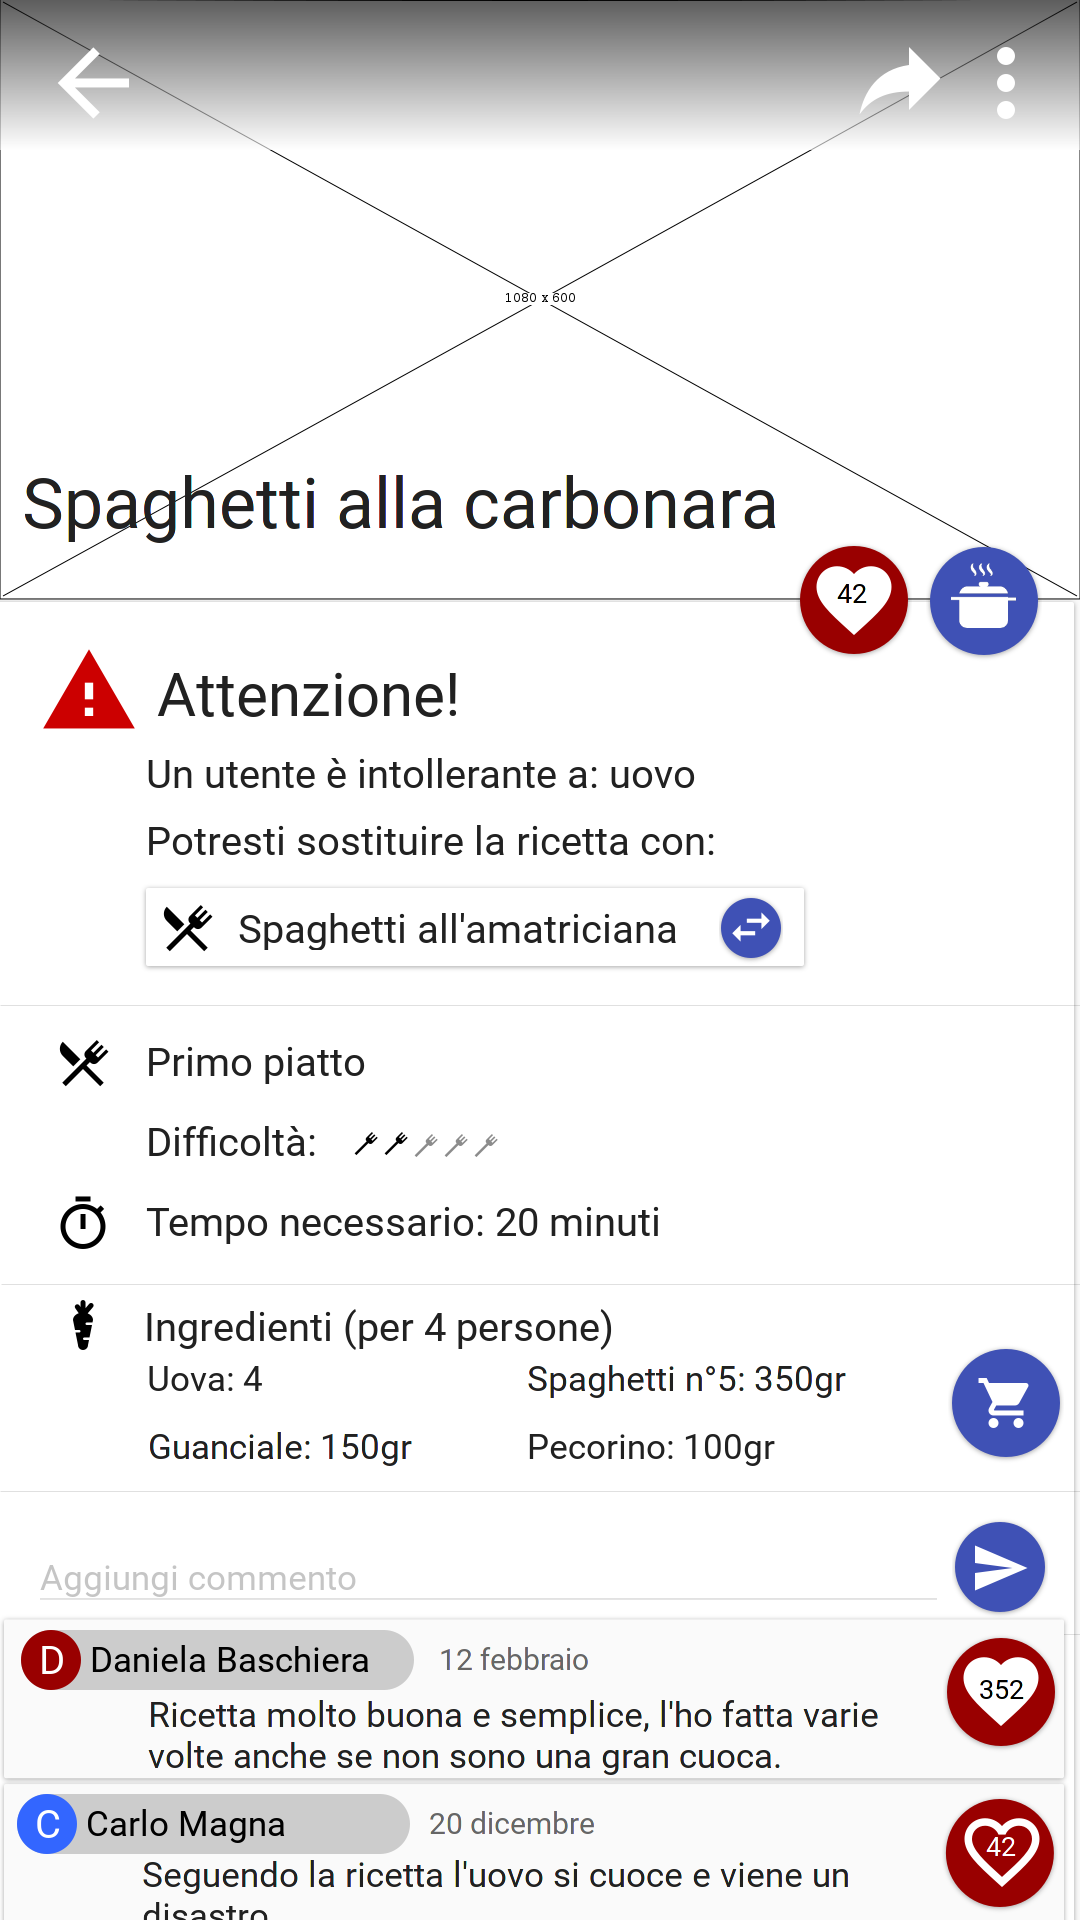 1080 x 600
Spaghetti alla carbonara
42
Attenzione!
Un utente è intollerante a: uovo
Potresti sostituire la ricetta con:
Spaghetti all'amatriciana
Primo piatto
Difficoltà:
Tempo necessario: 20 minuti
Ingredienti (per 4 persone)
Uova: 4
Spaghetti n°5: 350gr
Guanciale: 150gr
Pecorino: 100gr
Aggiungi commento
D Daniela Baschiera 12 febbraio
352
Ricetta molto buona e semplice, l'ho fatta varie
volte anche se non sono una gran cuoca.
C Carlo Magna 20 dicembre
42
Seguendo la ricetta l'uovo si cuoce e viene un
disastro